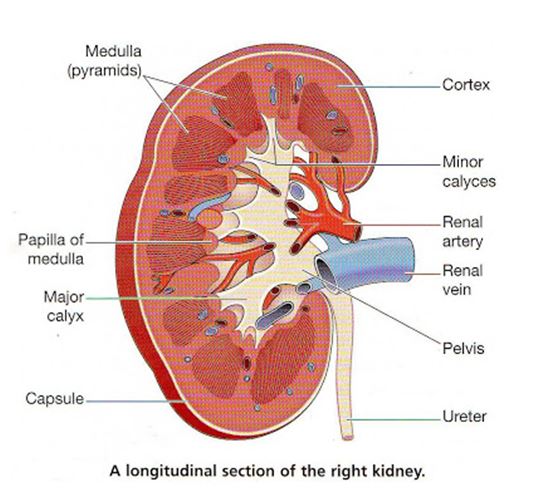 Medulla
(pyramids)
Cortex
Minor
calyces
Renal
artery
Papilla of
medulla
Renal
vein
Major
calyx
Pelvis
Capsule
Ureter
A longitudinal section of the right kidney.